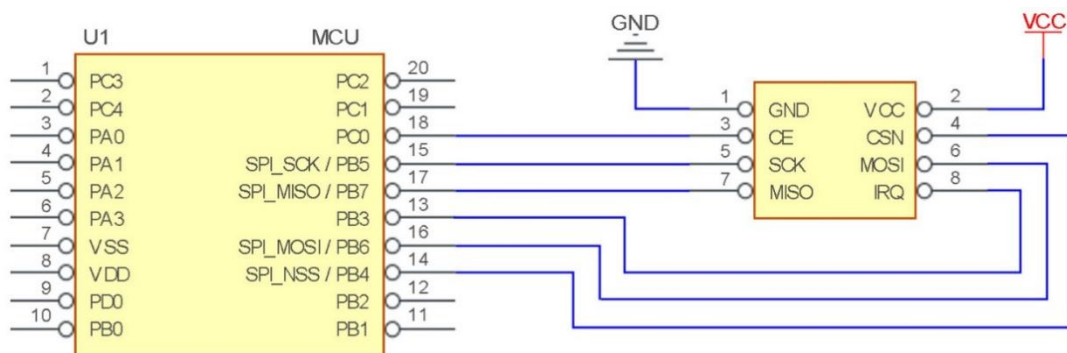 GND VCC
U1 MCU
1 PC3 PC2 20
2 PC4 PC1 19
3 PA0 PC0 18
4 PA1 SPI_SCK / PB5 15
5 PA2 SPI_MISO / PB7 17
6 PA3 PB3 13
7 VSS SPI_MOSI / PB6 16
8 VDD SPI_NSS / PB4 14
9 PD0 PB2 12
10 PB0 PB1 11
1 GND VCC 2
3 CE CSN 4
5 SCK MOSI 6
7 MISO IRQ 8